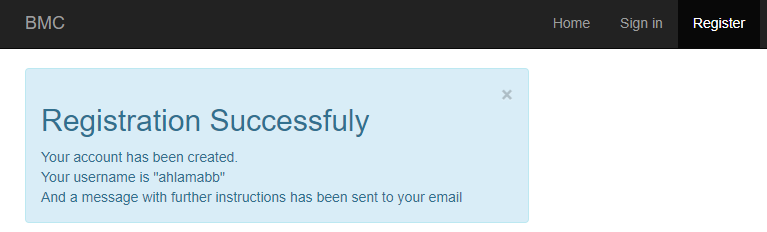 BMC Home Sign in Register
×
Registration Successfuly
Your account has been created.
Your username is "ahlamabb"
And a message with further instructions has been sent to your email